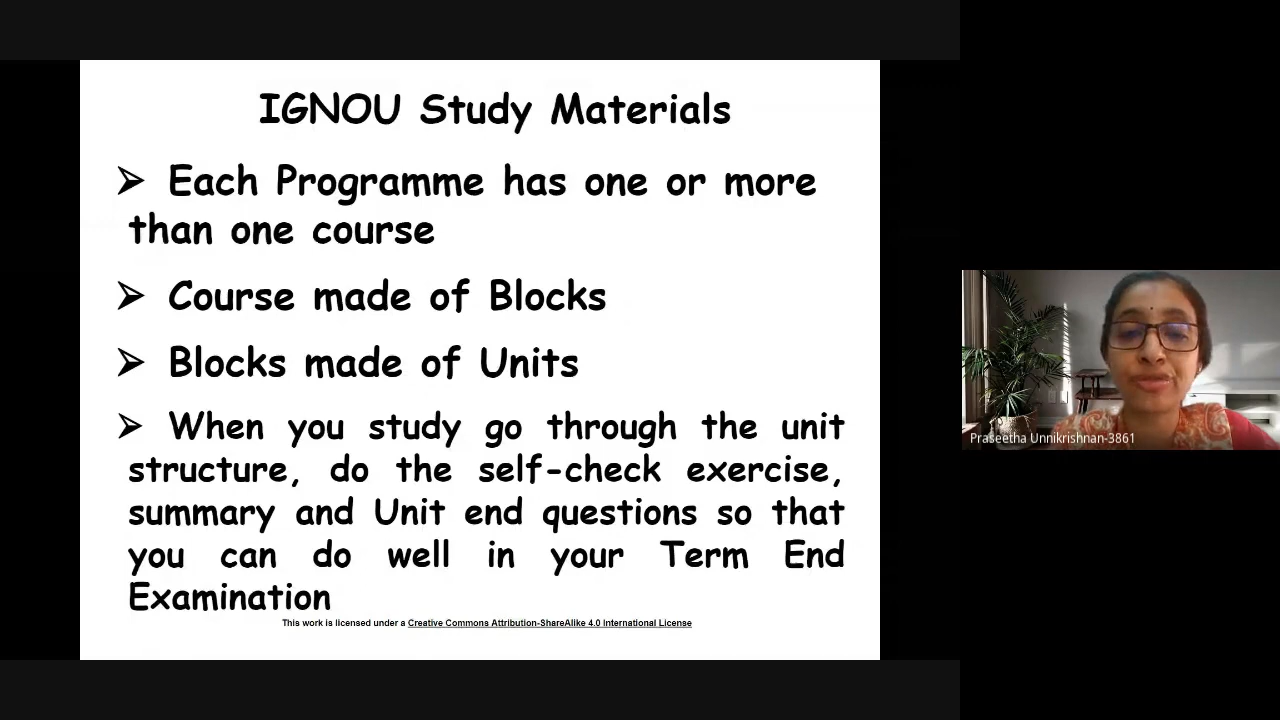 IGNOU Study Materials
➢ Each Programme has one or more
than one course
➢ Course made of Blocks
➢ Blocks made of Units
➢ When you study go through the unit
structure, do the self-check exercise,
summary and Unit end questions so that
you can do well in your Term End
Examination
This work is licensed under a Creative Commons Attribution-ShareAlike 4.0 International License
Praseetha Unnikrishnan-3861